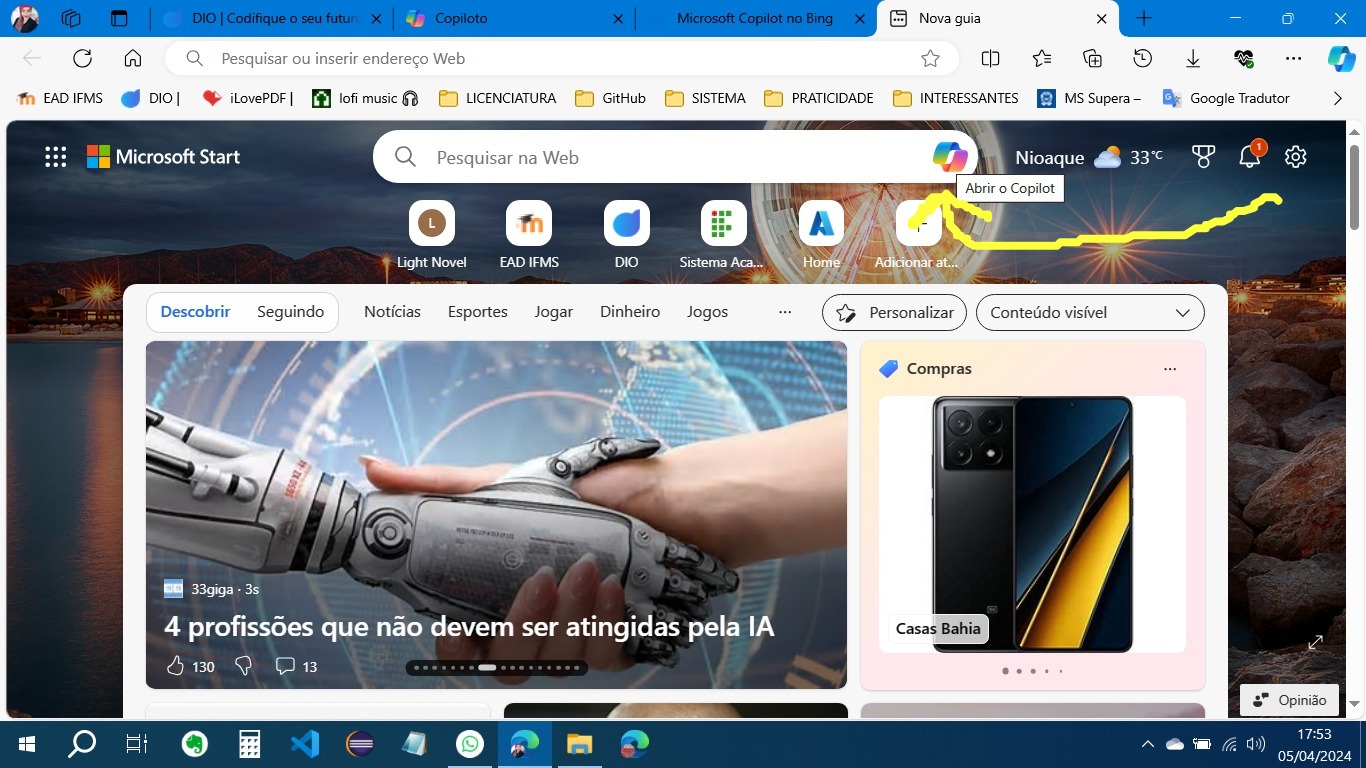 DIO | Codifique o seu futuro
Copiloto
Microsoft Copilot no Bing
Nova guia
Pesquisar ou inserir endereço Web
EAD IFMS
DIO |
iLovePDF |
lofi music
LICENCIATURA
GitHub
SISTEMA
PRATICIDADE
INTERESSANTES
MS Supera –
Google Tradutor
Microsoft Start
Pesquisar na Web
Nioaque
33°C
1
Abrir o Copilot
L
Light Novel
EAD IFMS
DIO
Sistema Aca...
Home
Adicionar at...
Descobrir
Seguindo
Notícias
Esportes
Jogar
Dinheiro
Jogos
...
Personalizar
Conteúdo visível
Compras
...
33giga · 3s
4 profissões que não devem ser atingidas pela IA
130
13
Casas Bahia
Opinião
17:53
05/04/2024